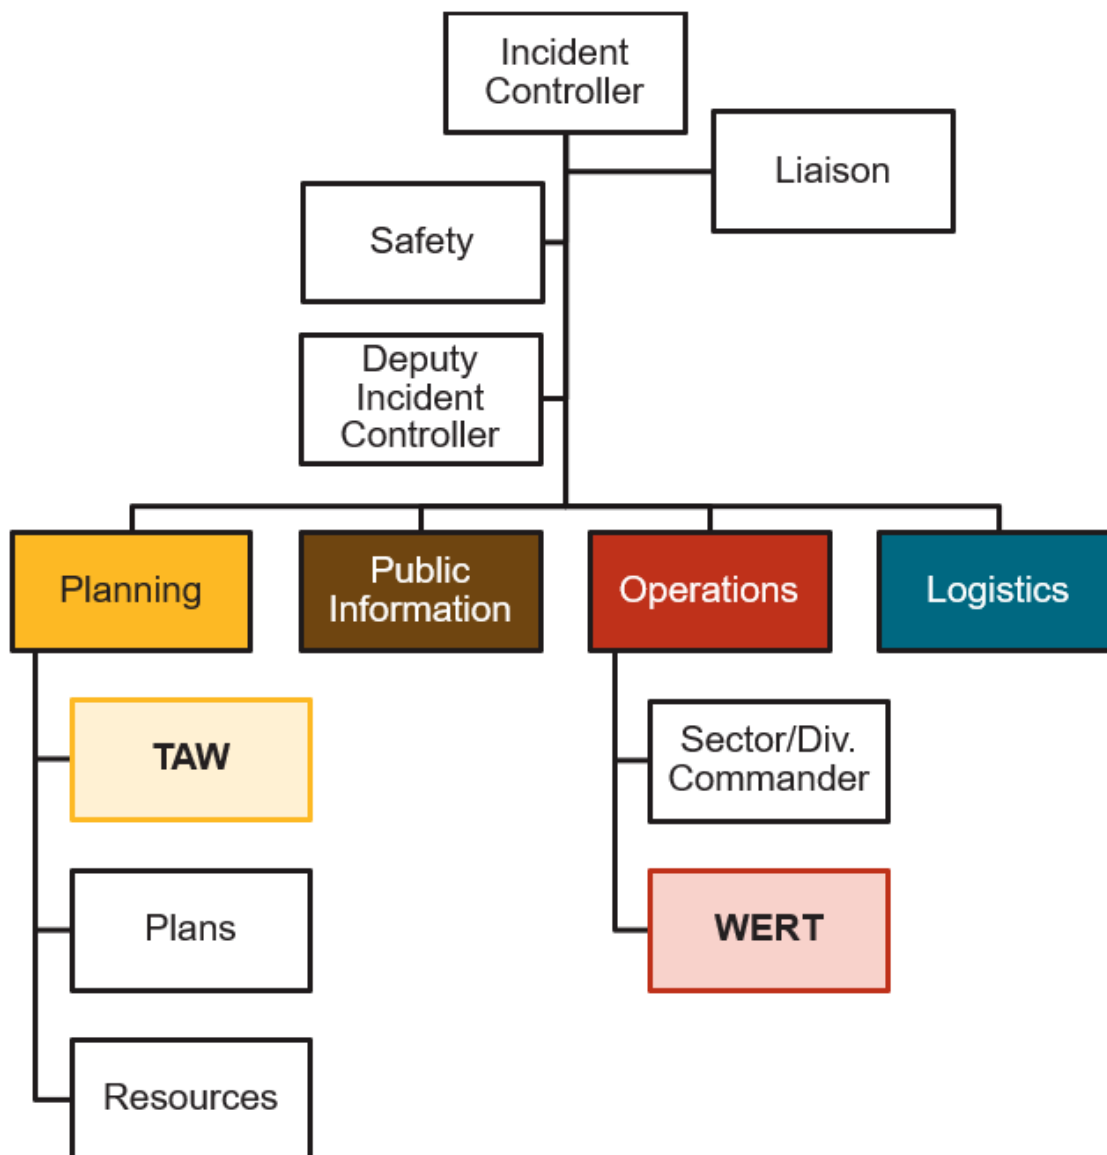 Incident
Controller
Liaison
Safety
Deputy
Incident
Controller
Planning
Public
Information
Operations
Logistics
TAW
Sector/Div.
Commander
Plans
WERT
Resources